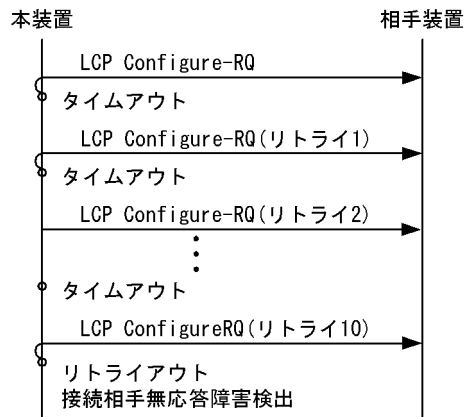 本装置 相手装置
LCP Configure-RQ
タイムアウト
LCP Configure-RQ(リトライ1)
タイムアウト
LCP Configure-RQ(リトライ2)
タイムアウト
LCP ConfigureRQ(リトライ10)
リトライアウト
接続相手無応答障害検出